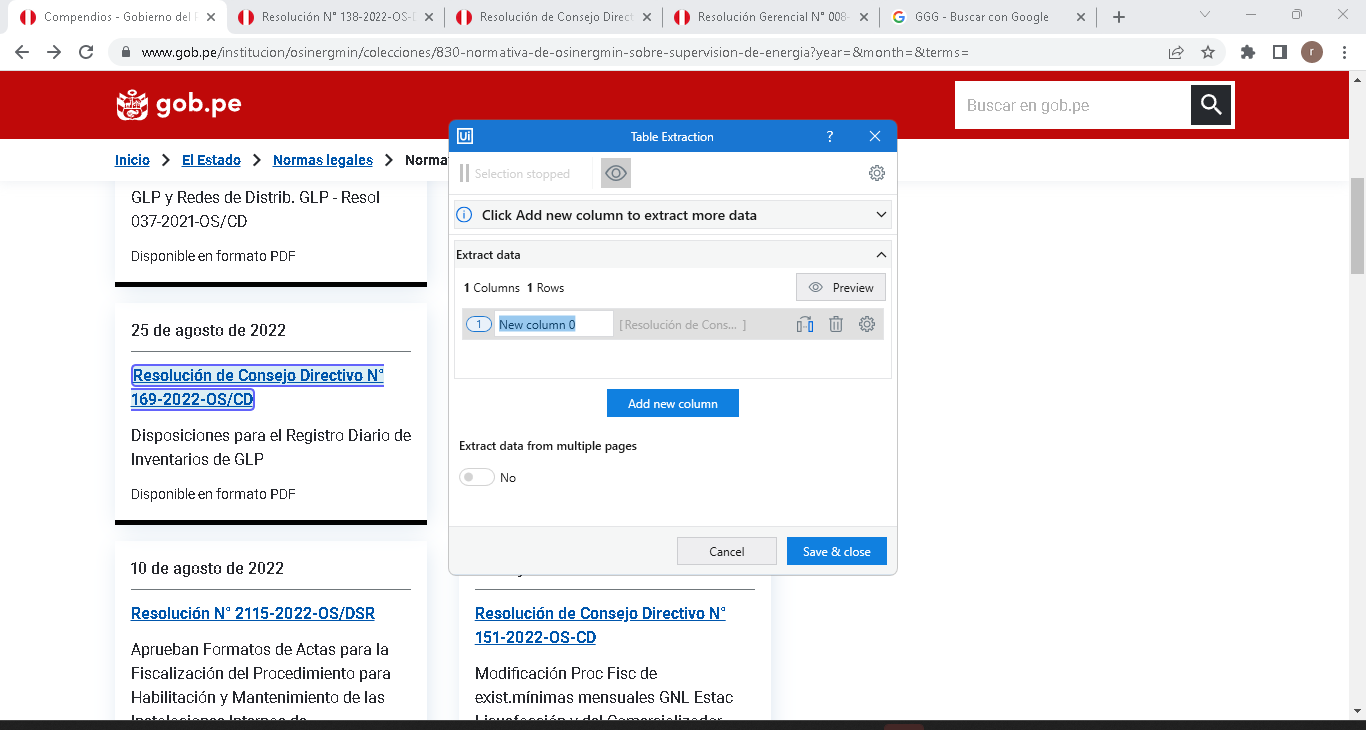 Compendios - Gobierno del
Resolución N° 138-2022-OS-
Resolución de Consejo Direct
Resolución Gerencial N° 008-
GGG - Buscar con Google
www.gob.pe/institucion/osinergmin/colecciones/830-normativa-de-osinergmin-sobre-supervision-de-energia?year=&month=&terms=
r
gob.pe
Buscar en gob.pe
Inicio > El Estado > Normas legales > Norma
GLP y Redes de Distrib. GLP - Resol
037-2021-OS/CD
Disponible en formato PDF
25 de agosto de 2022
Resolución de Consejo Directivo N°
169-2022-OS/CD
Disposiciones para el Registro Diario de
Inventarios de GLP
Disponible en formato PDF
10 de agosto de 2022
Resolución N° 2115-2022-OS/DSR
Aprueban Formatos de Actas para la
Fiscalización del Procedimiento para
Habilitación y Mantenimiento de las
Instalaciones Internas de
Ui
Table Extraction
?
Selection stopped
Click Add new column to extract more data
Extract data
1 Columns 1 Rows
Preview
1
New column 0
[Resolución de Cons... ]
Add new column
Extract data from multiple pages
No
Cancel
Save & close
Resolución de Consejo Directivo N°
151-2022-OS-CD
Modificación Proc Fisc de
exist.mínimas mensuales GNL Estac
Licuefacción y del Comercializador